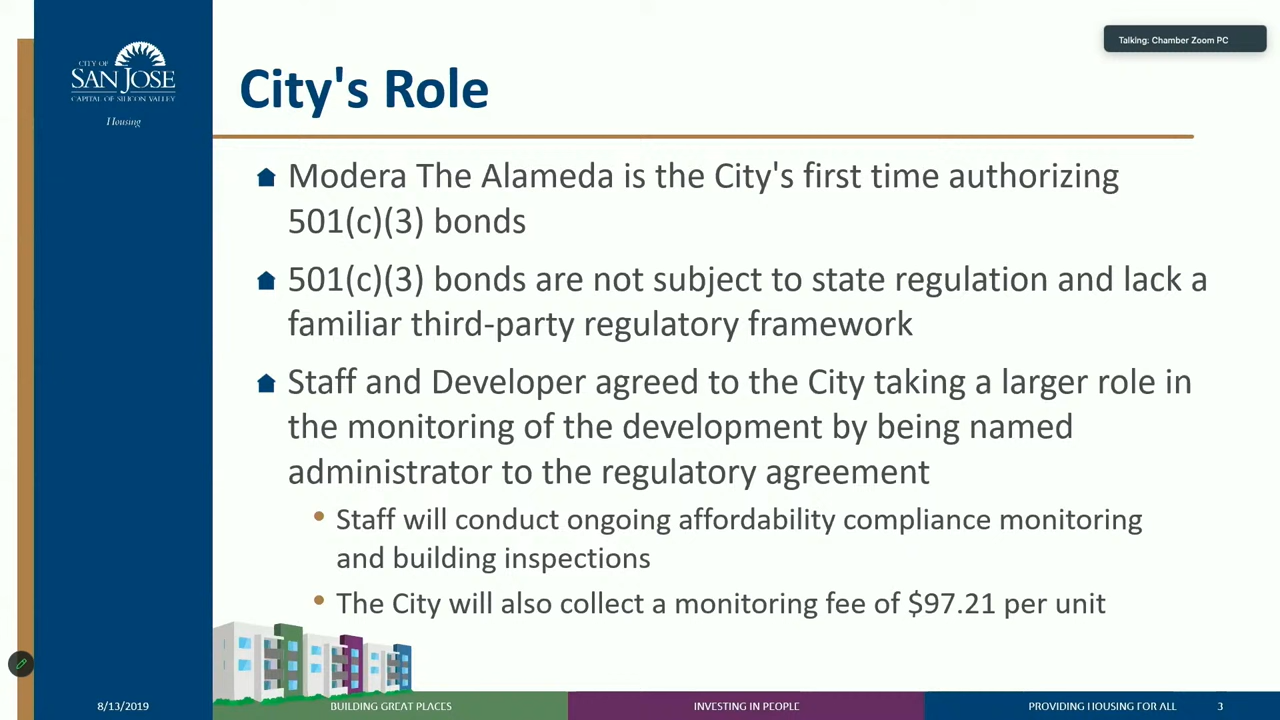 Talking: Chamber Zoom PC
CITY OF
SAN JOSE
CAPITAL OF SILICON VALLEY
Housing
City's Role
Modera The Alameda is the City's first time authorizing
501(c)(3) bonds
501(c)(3) bonds are not subject to state regulation and lack a
familiar third-party regulatory framework
Staff and Developer agreed to the City taking a larger role in
the monitoring of the development by being named
administrator to the regulatory agreement
• Staff will conduct ongoing affordability compliance monitoring
and building inspections
• The City will also collect a monitoring fee of $97.21 per unit
8/13/2019 BUILDING GREAT PLACES INVESTING IN PEOPLE PROVIDING HOUSING FOR ALL 3